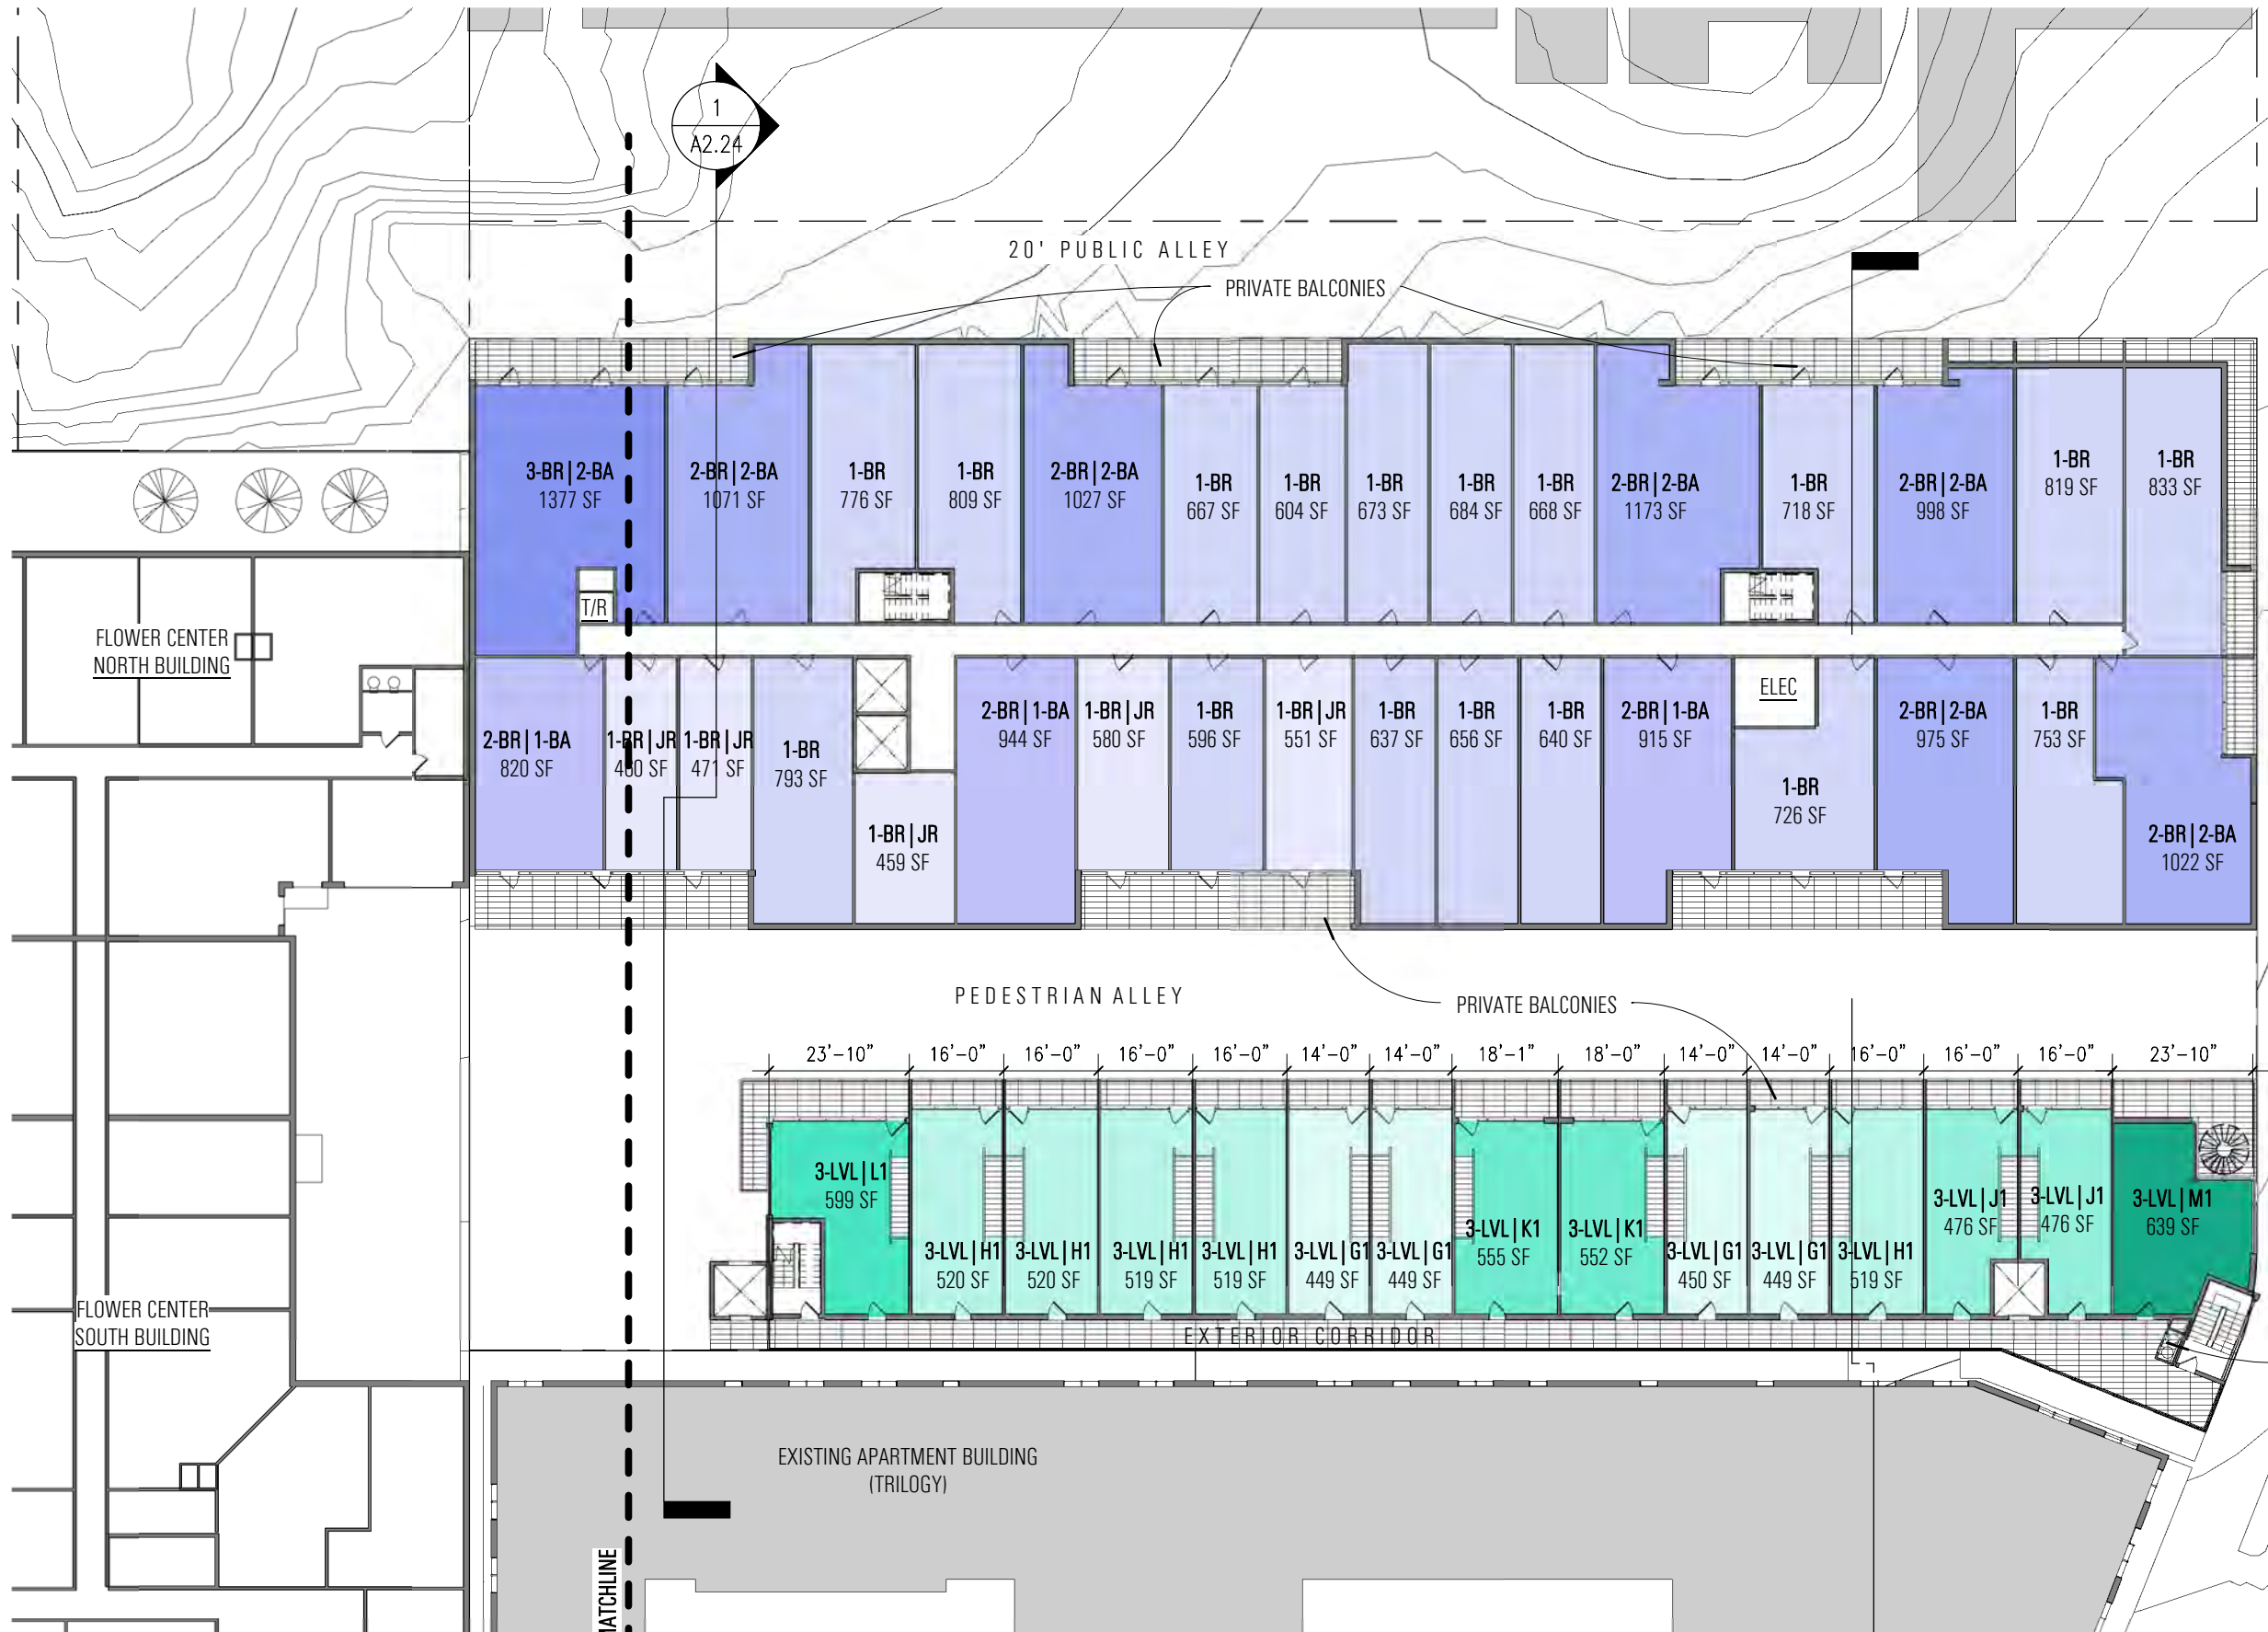 1
A2.24
20' PUBLIC ALLEY
PRIVATE BALCONIES
3-BR|2-BA
1377 SF
2-BR|2-BA
1071 SF
1-BR
776 SF
1-BR
809 SF
2-BR|2-BA
1027 SF
1-BR
667 SF
1-BR
604 SF
1-BR
673 SF
1-BR
684 SF
1-BR
668 SF
2-BR|2-BA
1173 SF
1-BR
718 SF
2-BR|2-BA
998 SF
1-BR
819 SF
1-BR
833 SF
T/R
FLOWER CENTER
NORTH BUILDING
2-BR|1-BA
820 SF
1-BR|JR
SF
1-BR|JR
471 SF
1-BR
793 SF
1-BR|JR
459 SF
2-BR|1-BA
944 SF
1-BR|JR
580 SF
1-BR
596 SF
1-BR|JR
551 SF
1-BR
637 SF
1-BR
656 SF
1-BR
640 SF
2-BR|1-BA
915 SF
ELEC
1-BR
726 SF
2-BR|2-BA
975 SF
1-BR
753 SF
2-BR|2-BA
1022 SF
PEDESTRIAN ALLEY
PRIVATE BALCONIES
23'-10" 16'-0" 16'-0" 16'-0" 16'-0" 14'-0" 14'-0" 18'-1" 18'-0" 14'-0" 14'-0" 16'-0" 16'-0" 16'-0" 23'-10"
3-LVL|L1
599 SF
3-LVL|H1
520 SF
3-LVL|H1
520 SF
3-LVL|H1
519 SF
3-LVL|H1
519 SF
3-LVL|G1
449 SF
3-LVL|G1
449 SF
3-LVL|K1
555 SF
3-LVL|K1
552 SF
3-LVL|G1
450 SF
3-LVL|G1
449 SF
3-LVL|H1
519 SF
3-LVL|J1
476 SF
3-LVL|J1
476 SF
3-LVL|M1
639 SF
EXTERIOR CORRIDOR
FLOWER CENTER
SOUTH BUILDING
EXISTING APARTMENT BUILDING
(TRILOGY)
MATCHLINE